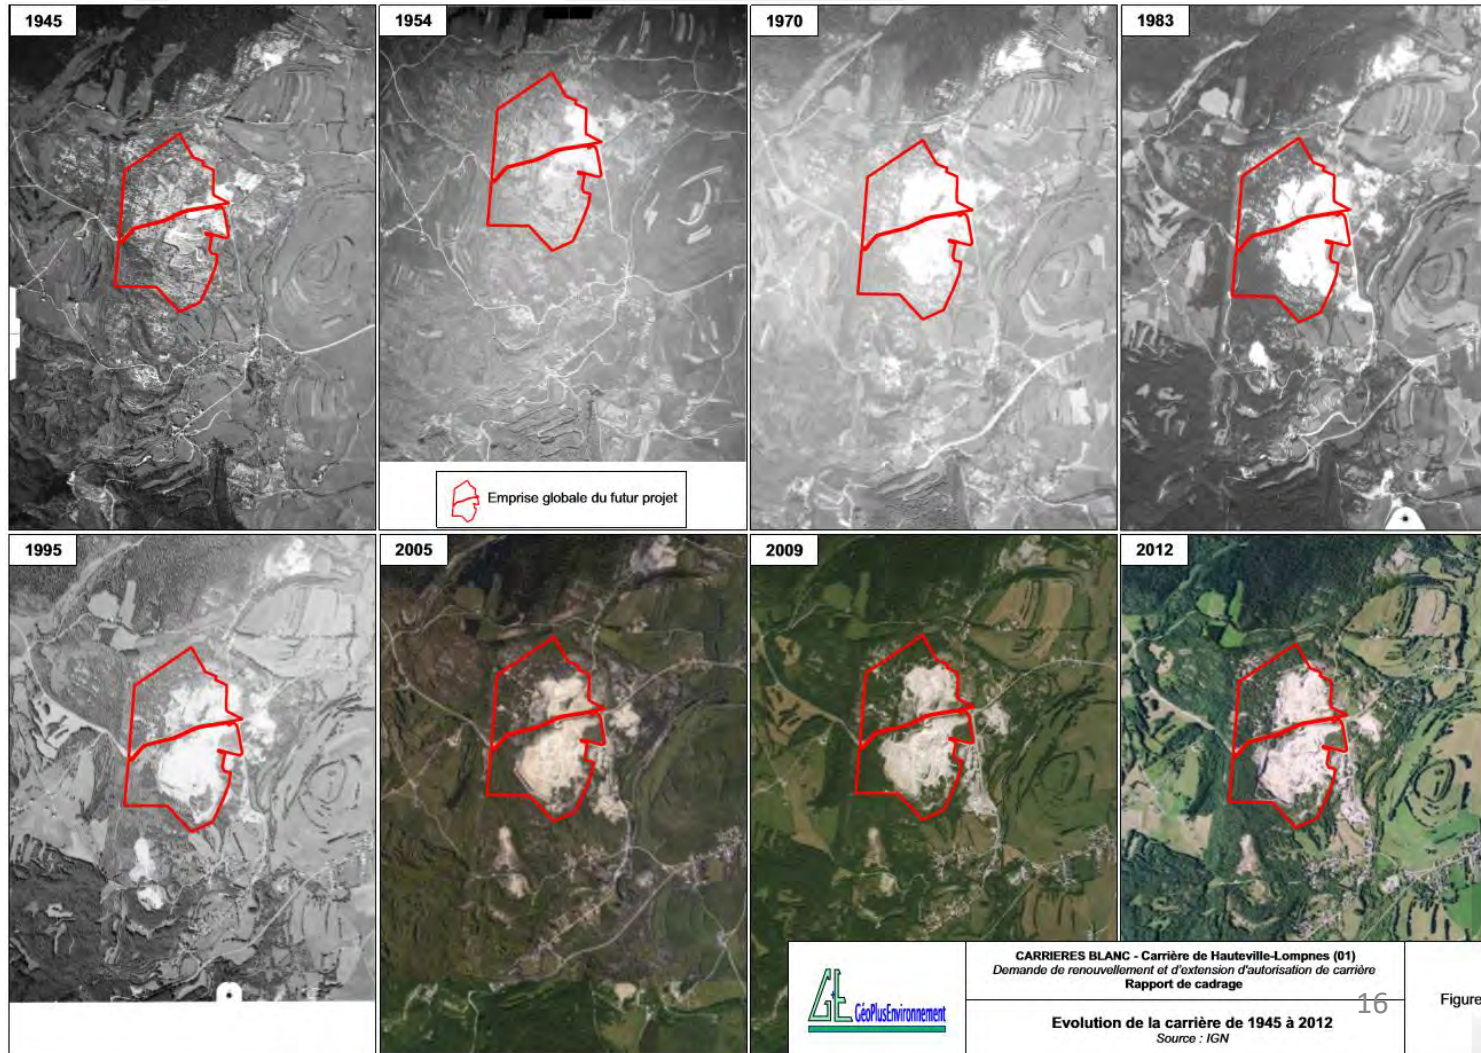 1945
1954
1970
1983
Emprise globale du futur projet
1995
2005
2009
2012
GéoPlusEnvironnement
CARRIERES BLANC - Carrière de Hauteville-Lompnes (01)
Demande de renouvellement et d'extension d'autorisation de carrière
Rapport de cadrage
16
Figure
Evolution de la carrière de 1945 à 2012
Source : IGN